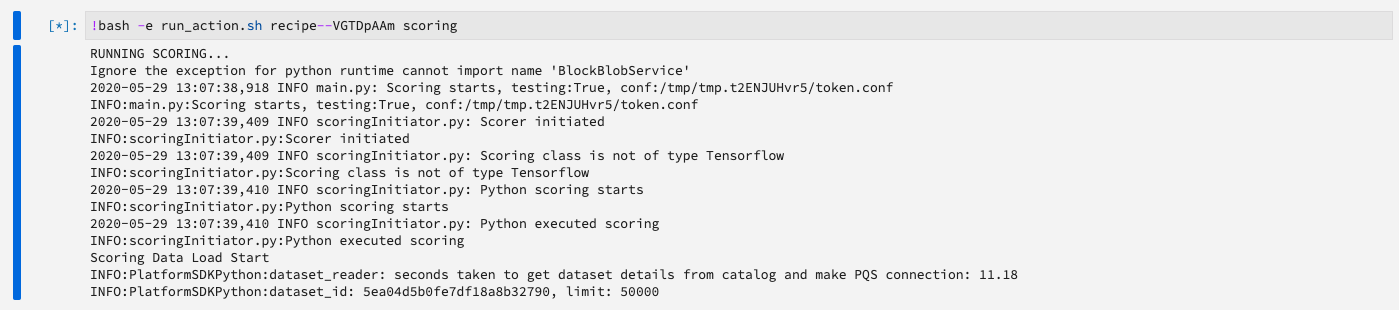 [*]: !bash -e run_action.sh recipe--VGTDpAAm scoring
RUNNING SCORING...
Ignore the exception for python runtime cannot import name 'BlockBlobService'
2020-05-29 13:07:38,918 INFO main.py: Scoring starts, testing:True, conf:/tmp/tmp.t2ENJUHvr5/token.conf
INFO:main.py:Scoring starts, testing:True, conf:/tmp/tmp.t2ENJUHvr5/token.conf
2020-05-29 13:07:39,409 INFO scoringInitiator.py: Scorer initiated
INFO:scoringInitiator.py:Scorer initiated
2020-05-29 13:07:39,409 INFO scoringInitiator.py: Scoring class is not of type Tensorflow
INFO:scoringInitiator.py:Scoring class is not of type Tensorflow
2020-05-29 13:07:39,410 INFO scoringInitiator.py: Python scoring starts
INFO:scoringInitiator.py:Python scoring starts
2020-05-29 13:07:39,410 INFO scoringInitiator.py: Python executed scoring
INFO:scoringInitiator.py:Python executed scoring
Scoring Data Load Start
INFO:PlatformSDKPython:dataset_reader: seconds taken to get dataset details from catalog and make PQS connection: 11.18
INFO:PlatformSDKPython:dataset_id: 5ea04d5b0fe7df18a8b32790, limit: 50000